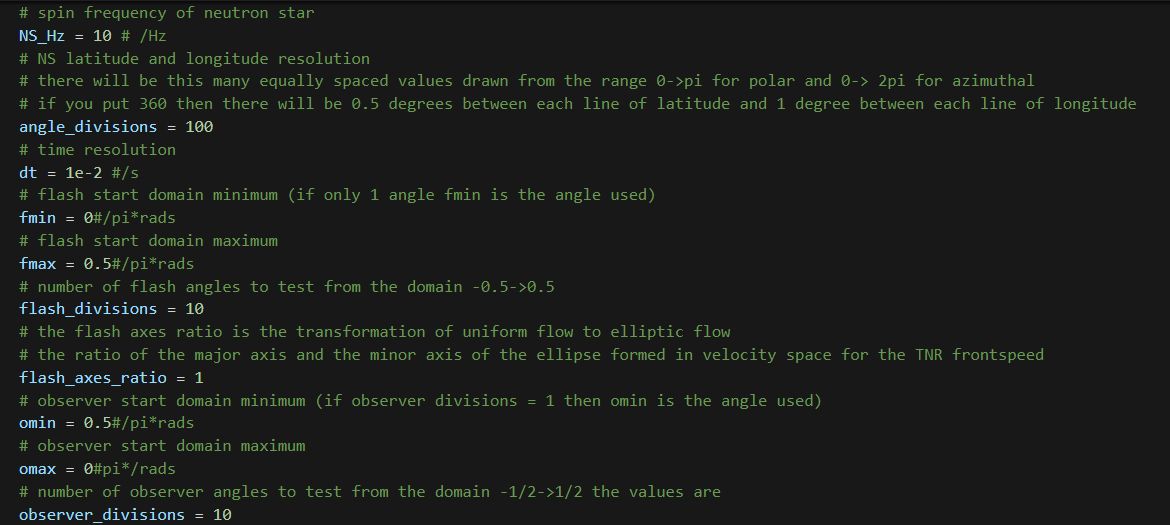 # spin frequency of neutron star
NS_Hz = 10 # /Hz
# NS latitude and longitude resolution
# there will be this many equally spaced values drawn from the range 0->pi for polar and 0-> 2pi for azimuthal
# if you put 360 then there will be 0.5 degrees between each line of latitude and 1 degree between each line of longitude
angle_divisions = 100
# time resolution
dt = 1e-2 #/s
# flash start domain minimum (if only 1 angle fmin is the angle used)
fmin = 0#/pi*rads
# flash start domain maximum
fmax = 0.5#/pi*rads
# number of flash angles to test from the domain -0.5->0.5
flash_divisions = 10
# the flash axes ratio is the transformation of uniform flow to elliptic flow
# the ratio of the major axis and the minor axis of the ellipse formed in velocity space for the TNR frontspeed
flash_axes_ratio = 1
# observer start domain minimum (if observer divisions = 1 then omin is the angle used)
omin = 0.5#/pi*rads
# observer start domain maximum
omax = 0#pi*/rads
# number of observer angles to test from the domain -1/2->1/2 the values are
observer_divisions = 10